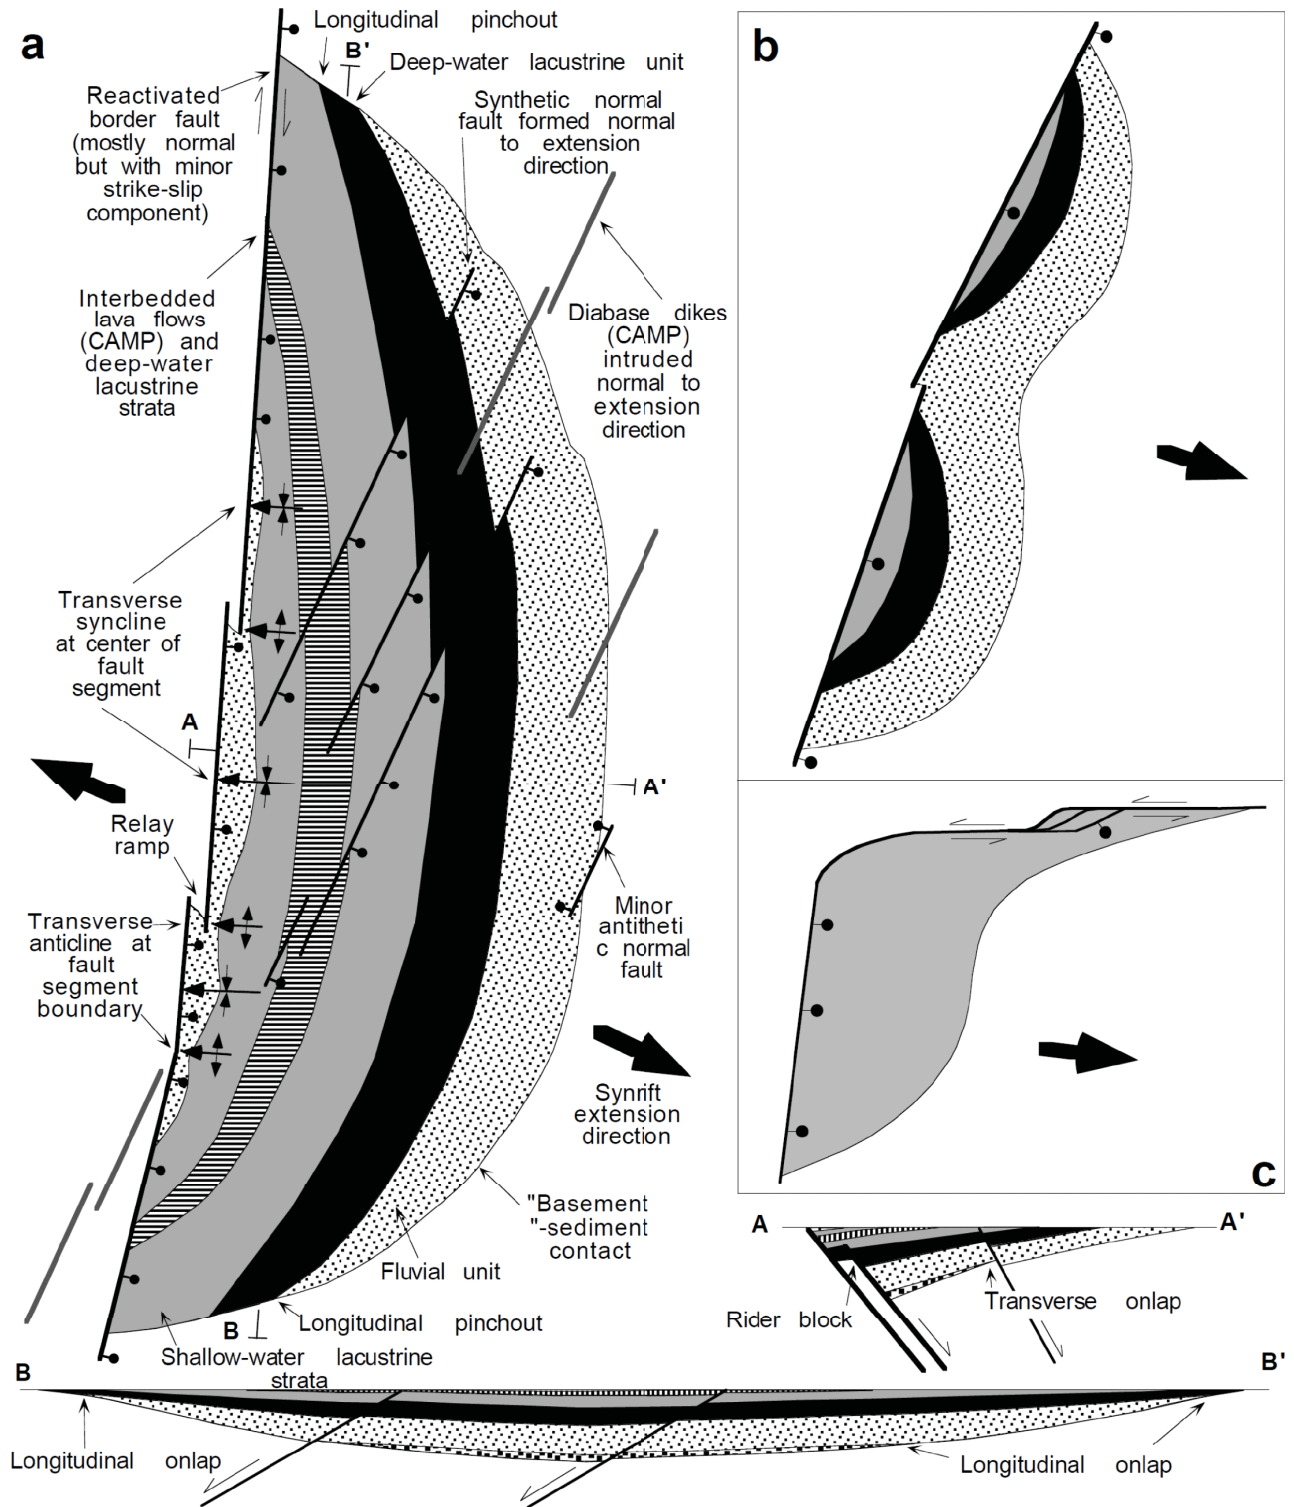 a
Longitudinal pinchout
B'
Deep-water lacustrine unit
Reactivated
border fault
(mostly normal
but with minor
strike-slip
component)
Synthetic normal
fault formed normal
to extension
direction
Interbedded
lava flows
(CAMP) and
deep-water
lacustrine
strata
Diabase dikes
(CAMP)
intruded
normal to
extension
direction
Transverse
syncline
at center of
fault
segment
A
A'
Relay
ramp
Transverse
anticline at
fault
segment
boundary
Minor
antitheti
c normal
fault
Synrift
extension
direction
"Basement
"-sediment
contact
Fluvial unit
Longitudinal pinchout
B
Shallow-water lacustrine
strata
b
c
A
A'
Rider block
Transverse onlap
B
B'
Longitudinal onlap
Longitudinal onlap